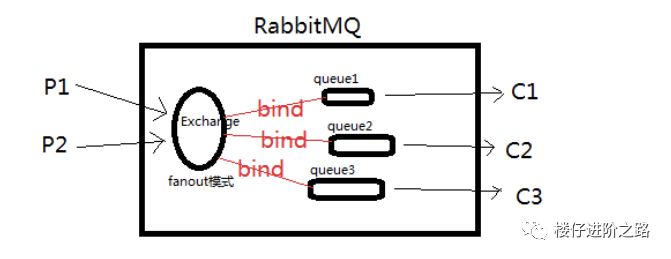 RabbitMQ
P1
P2
Exchange
fanout模式
bind
bind
bind
queue1
queue2
queue3
C1
C2
C3
楼仔进阶之路